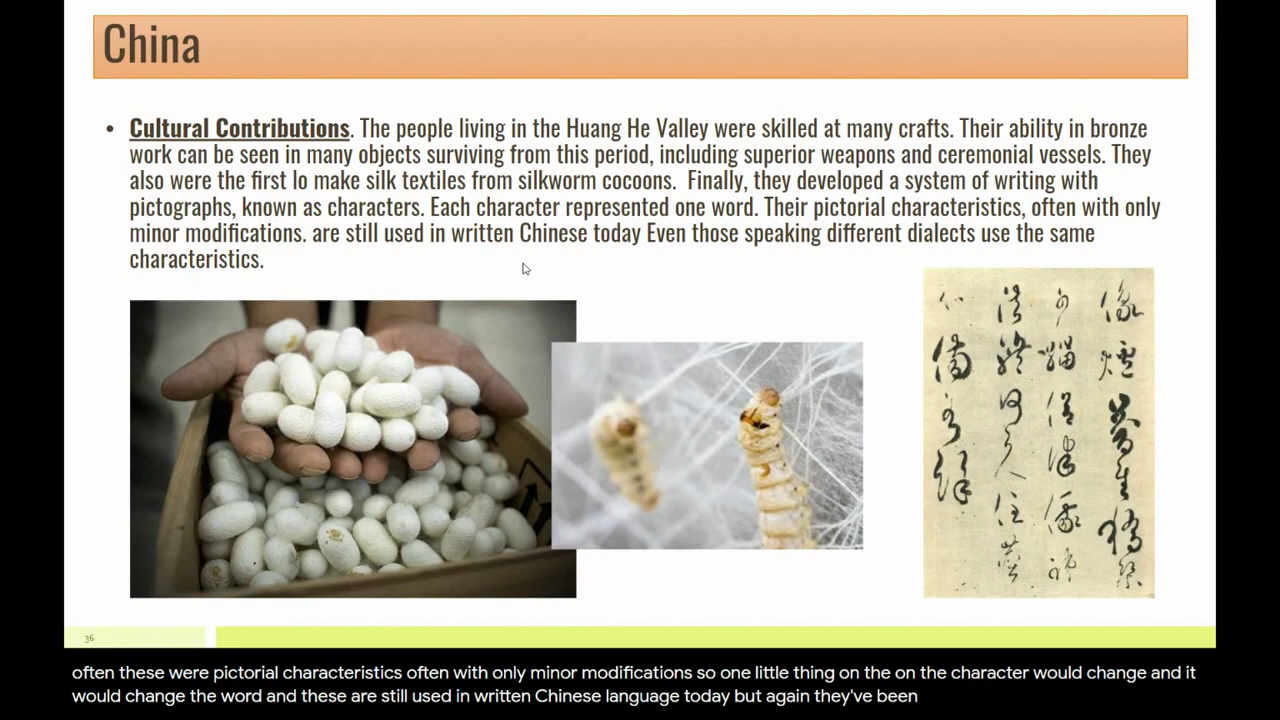 China
• Cultural Contributions. The people living in the Huang He Valley were skilled at many crafts. Their ability in bronze
work can be seen in many objects surviving from this period, including superior weapons and ceremonial vessels. They
also were the first lo make silk textiles from silkworm cocoons. Finally, they developed a system of writing with
pictographs, known as characters. Each character represented one word. Their pictorial characteristics, often with only
minor modifications. are still used in written Chinese today Even those speaking different dialects use the same
characteristics.
36
often these were pictorial characteristics often with only minor modifications so one little thing on the on the character would change and it
would change the word and these are still used in written Chinese language today but again they've been